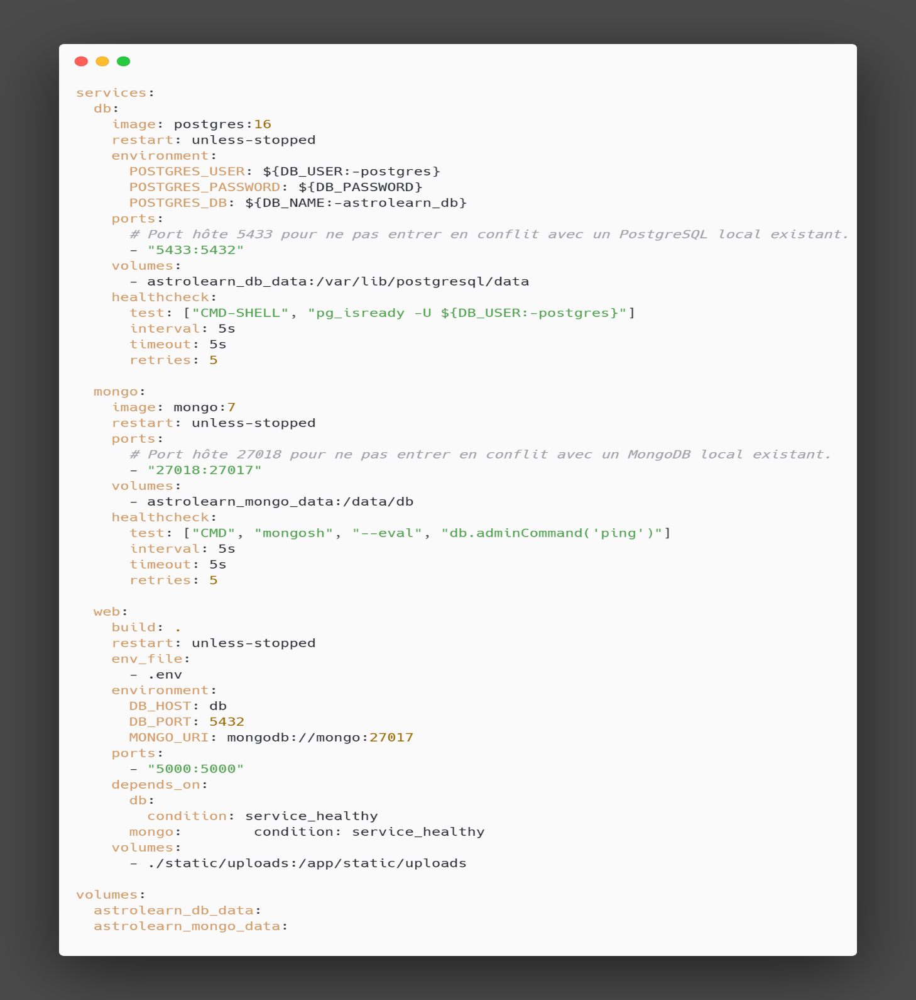 services:
  db:
    image: postgres:16
    restart: unless-stopped
    environment:
      POSTGRES_USER: ${DB_USER:-postgres}
      POSTGRES_PASSWORD: ${DB_PASSWORD}
      POSTGRES_DB: ${DB_NAME:-astrolearn_db}
    ports:
      # Port hôte 5433 pour ne pas entrer en conflit avec un PostgreSQL local existant.
      - "5433:5432"
    volumes:
      - astrolearn_db_data:/var/lib/postgresql/data
    healthcheck:
      test: ["CMD-SHELL", "pg_isready -U ${DB_USER:-postgres}"]
      interval: 5s
      timeout: 5s
      retries: 5

  mongo:
    image: mongo:7
    restart: unless-stopped
    ports:
      # Port hôte 27018 pour ne pas entrer en conflit avec un MongoDB local existant.
      - "27018:27017"
    volumes:
      - astrolearn_mongo_data:/data/db
    healthcheck:
      test: ["CMD", "mongosh", "--eval", "db.adminCommand('ping')"]
      interval: 5s
      timeout: 5s
      retries: 5

  web:
    build: .
    restart: unless-stopped
    env_file:
      - .env
    environment:
      DB_HOST: db
      DB_PORT: 5432
      MONGO_URI: mongodb://mongo:27017
    ports:
      - "5000:5000"
    depends_on:
      db:
        condition: service_healthy
      mongo:        condition: service_healthy
    volumes:
      - ./static/uploads:/app/static/uploads

volumes:
  astrolearn_db_data:
  astrolearn_mongo_data: